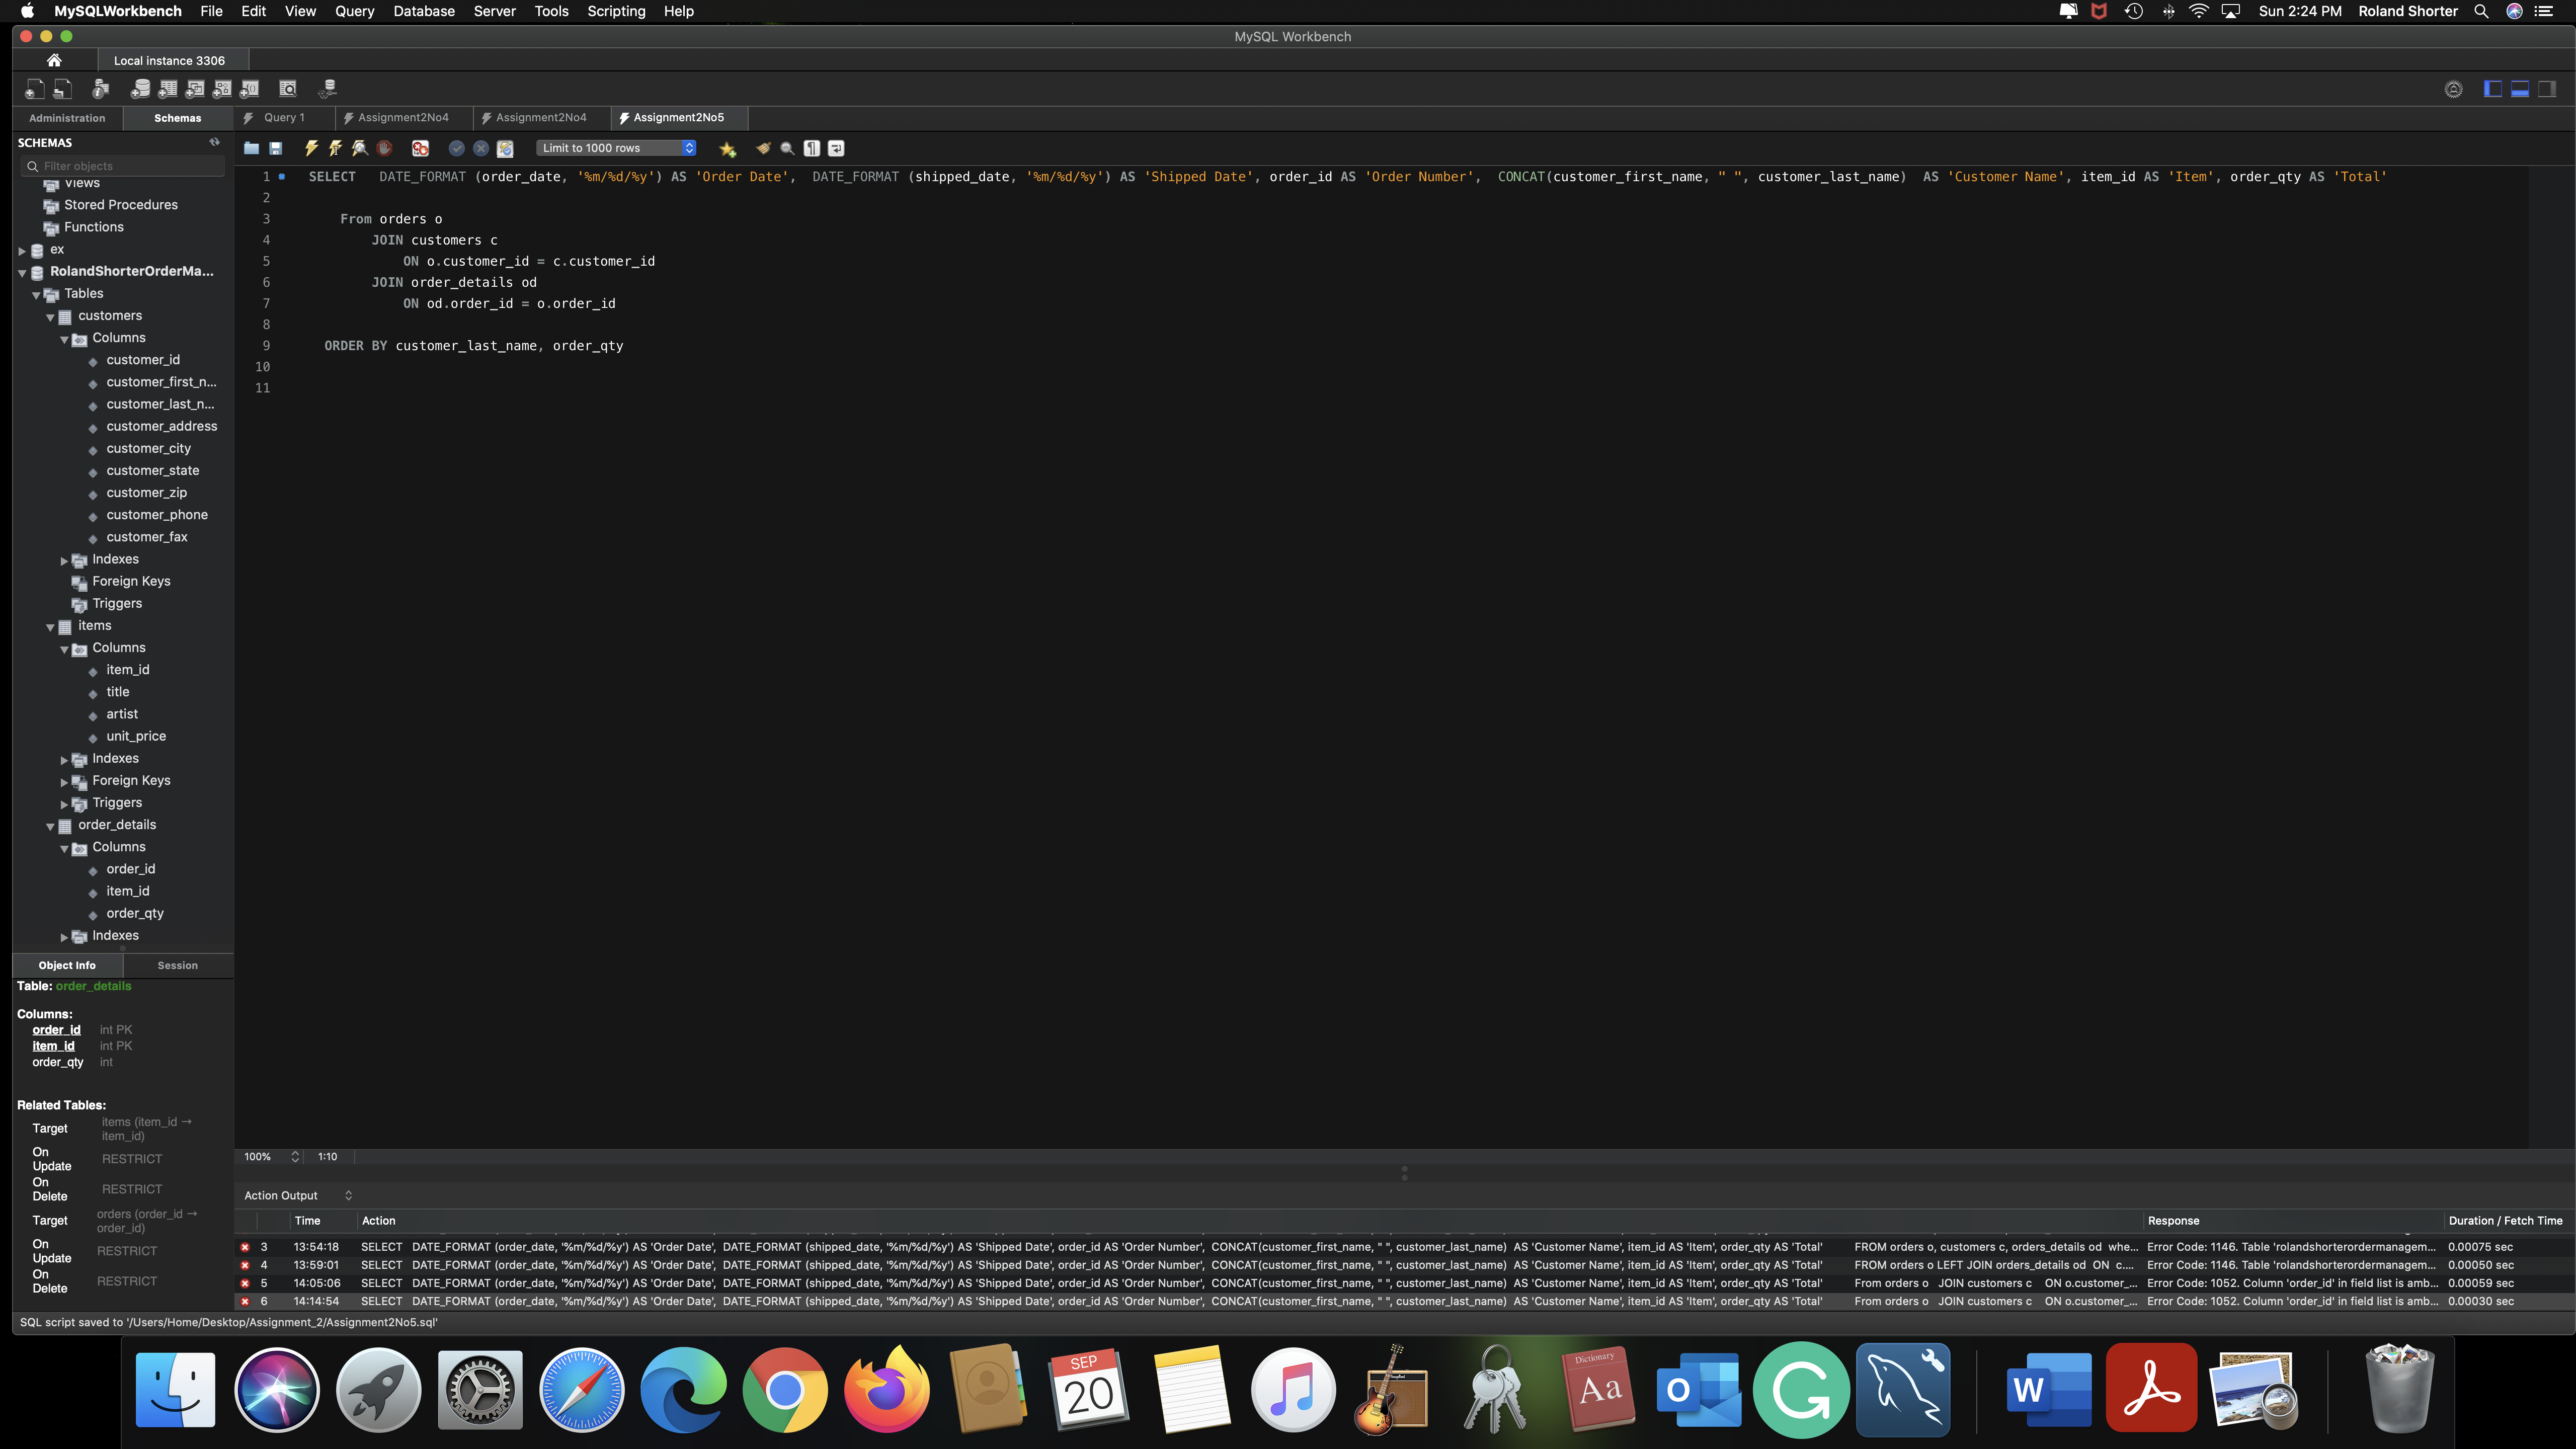 MySQLWorkbench File Edit View Query Database Server Tools Scripting Help Sun 2:24 PM Roland Shorter
MySQL Workbench
Local instance 3306
Administration Schemas Query 1 Assignment2No4 Assignment2No4 Assignment2No5
SCHEMAS
Limit to 1000 rows
Filter objects
Views
Stored Procedures
Functions
ex
RolandShorterOrderMa...
Tables
customers
Columns
customer_id
customer_first_n...
customer_last_n...
customer_address
customer_city
customer_state
customer_zip
customer_phone
customer_fax
Indexes
Foreign Keys
Triggers
items
Columns
item_id
title
artist
unit_price
Indexes
Foreign Keys
Triggers
order_details
Columns
order_id
item_id
order_qty
Indexes
1 SELECT DATE_FORMAT (order_date, '%m/%d/%y') AS 'Order Date', DATE_FORMAT (shipped_date, '%m/%d/%y') AS 'Shipped Date', order_id AS 'Order Number', CONCAT(customer_first_name, " ", customer_last_name) AS 'Customer Name', item_id AS 'Item', order_qty AS 'Total'
2
3 From orders o
4 JOIN customers c
5 ON o.customer_id = c.customer_id
6 JOIN order_details od
7 ON od.order_id = o.order_id
8
9 ORDER BY customer_last_name, order_qty
10
11
Object Info Session
Table: order_details
Columns:
order_id int PK
item_id int PK
order_qty int
Related Tables:
Target items (item_id → item_id)
On Update RESTRICT
On Delete RESTRICT
Target orders (order_id → order_id)
On Update RESTRICT
On Delete RESTRICT
100% 1:10
Action Output
Time Action Response Duration / Fetch Time
3 13:54:18 SELECT DATE_FORMAT (order_date, '%m/%d/%y') AS 'Order Date', DATE_FORMAT (shipped_date, '%m/%d/%y') AS 'Shipped Date', order_id AS 'Order Number', CONCAT(customer_first_name, " ", customer_last_name) AS 'Customer Name', item_id AS 'Item', order_qty AS 'Total' FROM orders o, customers c, orders_details od whe... Error Code: 1146. Table 'rolandshorterordermanagem... 0.00075 sec
4 13:59:01 SELECT DATE_FORMAT (order_date, '%m/%d/%y') AS 'Order Date', DATE_FORMAT (shipped_date, '%m/%d/%y') AS 'Shipped Date', order_id AS 'Order Number', CONCAT(customer_first_name, " ", customer_last_name) AS 'Customer Name', item_id AS 'Item', order_qty AS 'Total' FROM orders o LEFT JOIN orders_details od ON c.... Error Code: 1146. Table 'rolandshorterordermanagem... 0.00050 sec
5 14:05:06 SELECT DATE_FORMAT (order_date, '%m/%d/%y') AS 'Order Date', DATE_FORMAT (shipped_date, '%m/%d/%y') AS 'Shipped Date', order_id AS 'Order Number', CONCAT(customer_first_name, " ", customer_last_name) AS 'Customer Name', item_id AS 'Item', order_qty AS 'Total' From orders o JOIN customers c ON o.customer_... Error Code: 1052. Column 'order_id' in field list is amb... 0.00059 sec
6 14:14:54 SELECT DATE_FORMAT (order_date, '%m/%d/%y') AS 'Order Date', DATE_FORMAT (shipped_date, '%m/%d/%y') AS 'Shipped Date', order_id AS 'Order Number', CONCAT(customer_first_name, " ", customer_last_name) AS 'Customer Name', item_id AS 'Item', order_qty AS 'Total' From orders o JOIN customers c ON o.customer_... Error Code: 1052. Column 'order_id' in field list is amb... 0.00030 sec
SQL script saved to '/Users/Home/Desktop/Assignment_2/Assignment2No5.sql'
SEP
20
Dictionary
Aa
O
G
W